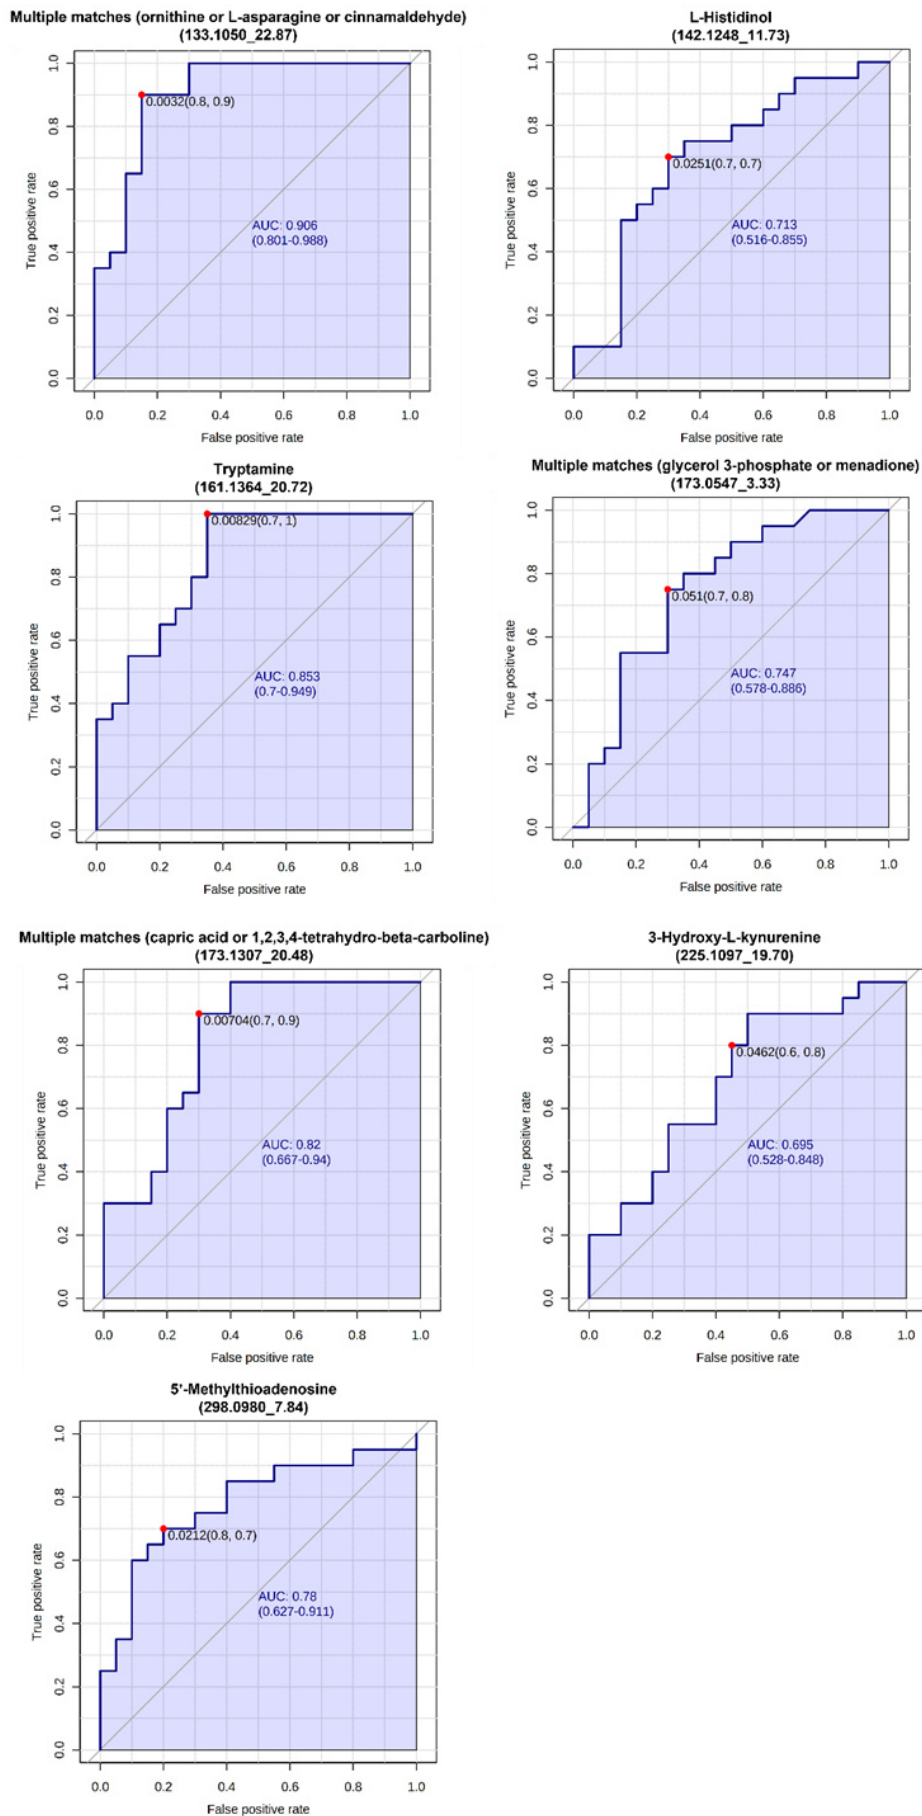 Multiple matches (ornithine or L-asparagine or cinnamaldehyde)
(133.1050_22.87)
True positive rate
0.0 0.2 0.4 0.6 0.8 1.0
0.0032(0.8, 0.9)
AUC: 0.906
(0.801-0.988)
0.0 0.2 0.4 0.6 0.8 1.0
False positive rate
L-Histidinol
(142.1248_11.73)
True positive rate
0.0 0.2 0.4 0.6 0.8 1.0
0.0251(0.7, 0.7)
AUC: 0.713
(0.516-0.855)
0.0 0.2 0.4 0.6 0.8 1.0
False positive rate
Tryptamine
(161.1364_20.72)
True positive rate
0.0 0.2 0.4 0.6 0.8 1.0
0.00829(0.7, 1)
AUC: 0.853
(0.7-0.949)
0.0 0.2 0.4 0.6 0.8 1.0
False positive rate
Multiple matches (glycerol 3-phosphate or menadione)
(173.0547_3.33)
True positive rate
0.0 0.2 0.4 0.6 0.8 1.0
0.051(0.7, 0.8)
AUC: 0.747
(0.578-0.886)
0.0 0.2 0.4 0.6 0.8 1.0
False positive rate
Multiple matches (capric acid or 1,2,3,4-tetrahydro-beta-carboline)
(173.1307_20.48)
True positive rate
0.0 0.2 0.4 0.6 0.8 1.0
0.00704(0.7, 0.9)
AUC: 0.82
(0.667-0.94)
0.0 0.2 0.4 0.6 0.8 1.0
False positive rate
3-Hydroxy-L-kynurenine
(225.1097_19.70)
True positive rate
0.0 0.2 0.4 0.6 0.8 1.0
0.0462(0.6, 0.8)
AUC: 0.695
(0.528-0.848)
0.0 0.2 0.4 0.6 0.8 1.0
False positive rate
5'-Methylthioadenosine
(298.0980_7.84)
True positive rate
0.0 0.2 0.4 0.6 0.8 1.0
0.0212(0.8, 0.7)
AUC: 0.78
(0.627-0.911)
0.0 0.2 0.4 0.6 0.8 1.0
False positive rate